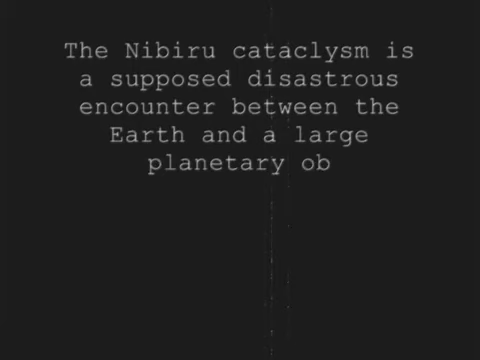 The Nibiru cataclysm is
a supposed disastrous
encounter between the
Earth and a large
planetary ob